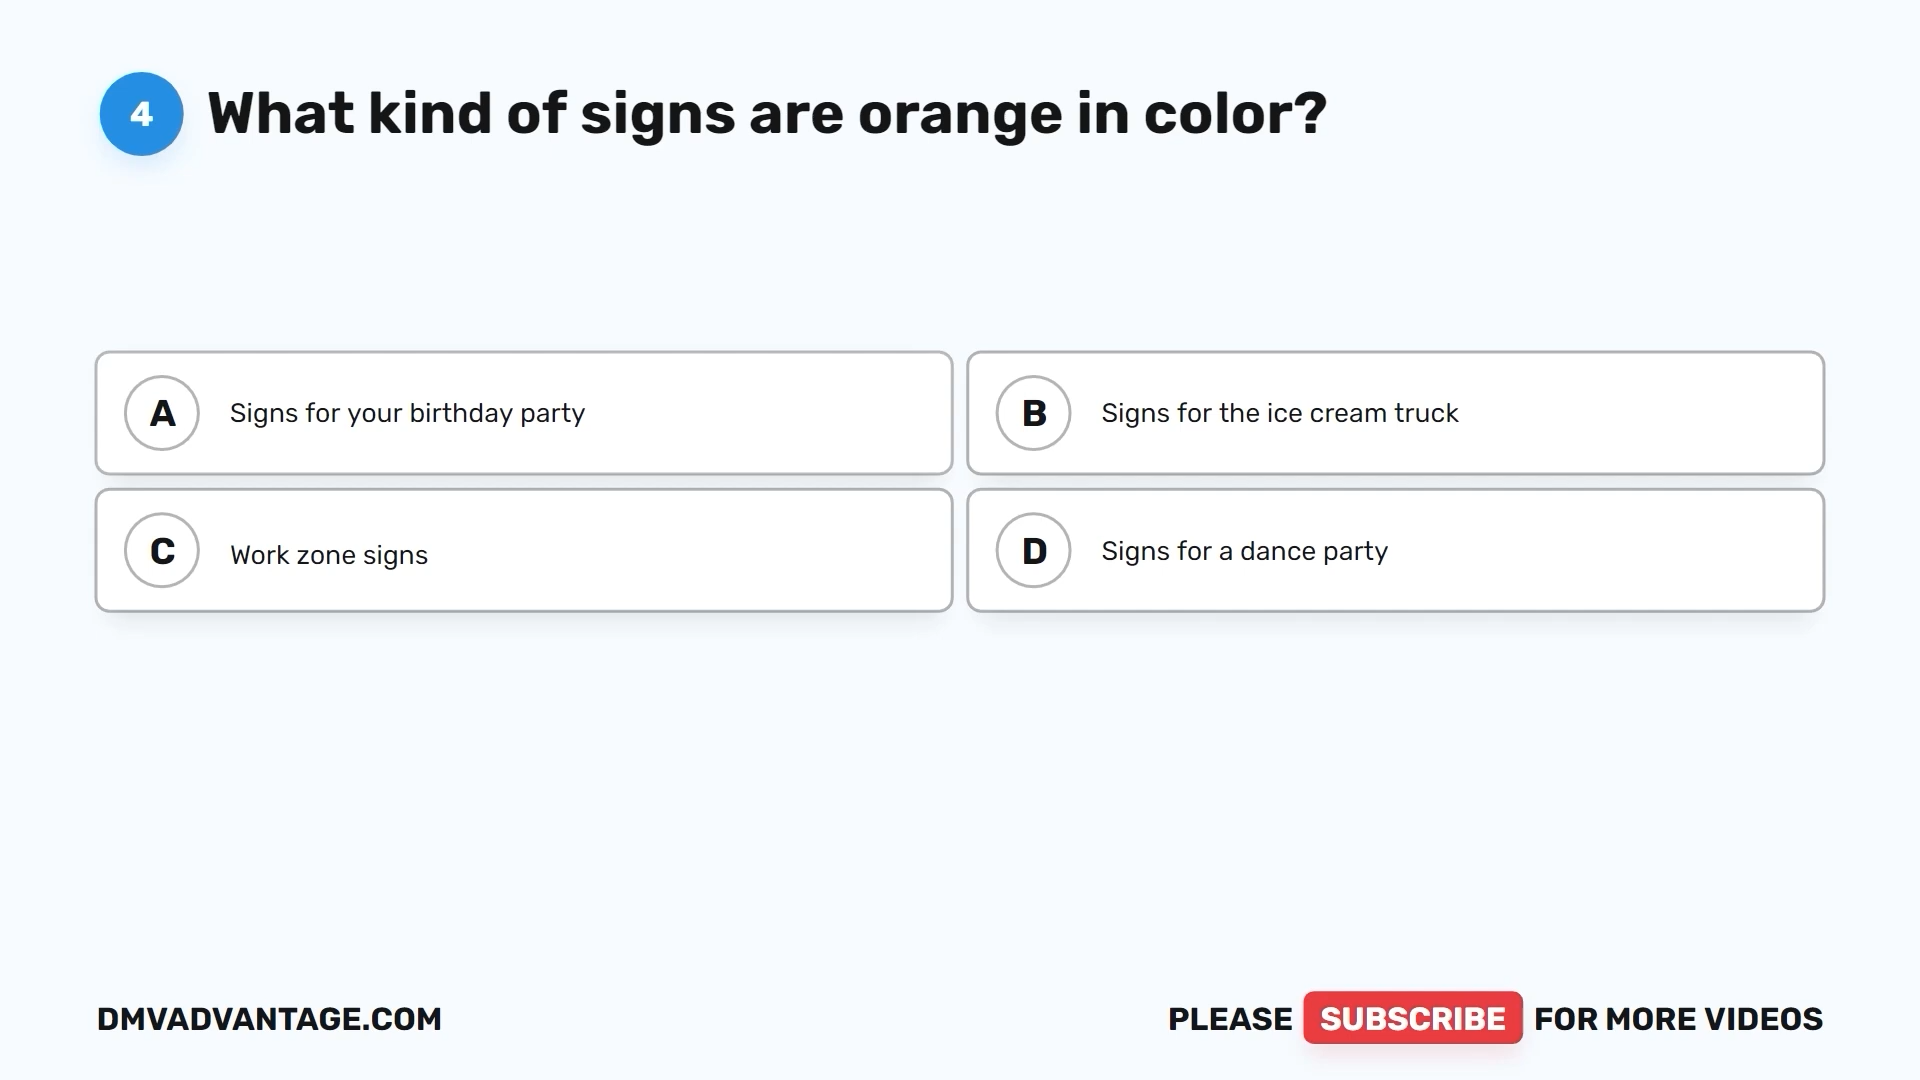 4 What kind of signs are orange in color?
A Signs for your birthday party
B Signs for the ice cream truck
C Work zone signs
D Signs for a dance party
DMVADVANTAGE.COM
PLEASE SUBSCRIBE FOR MORE VIDEOS